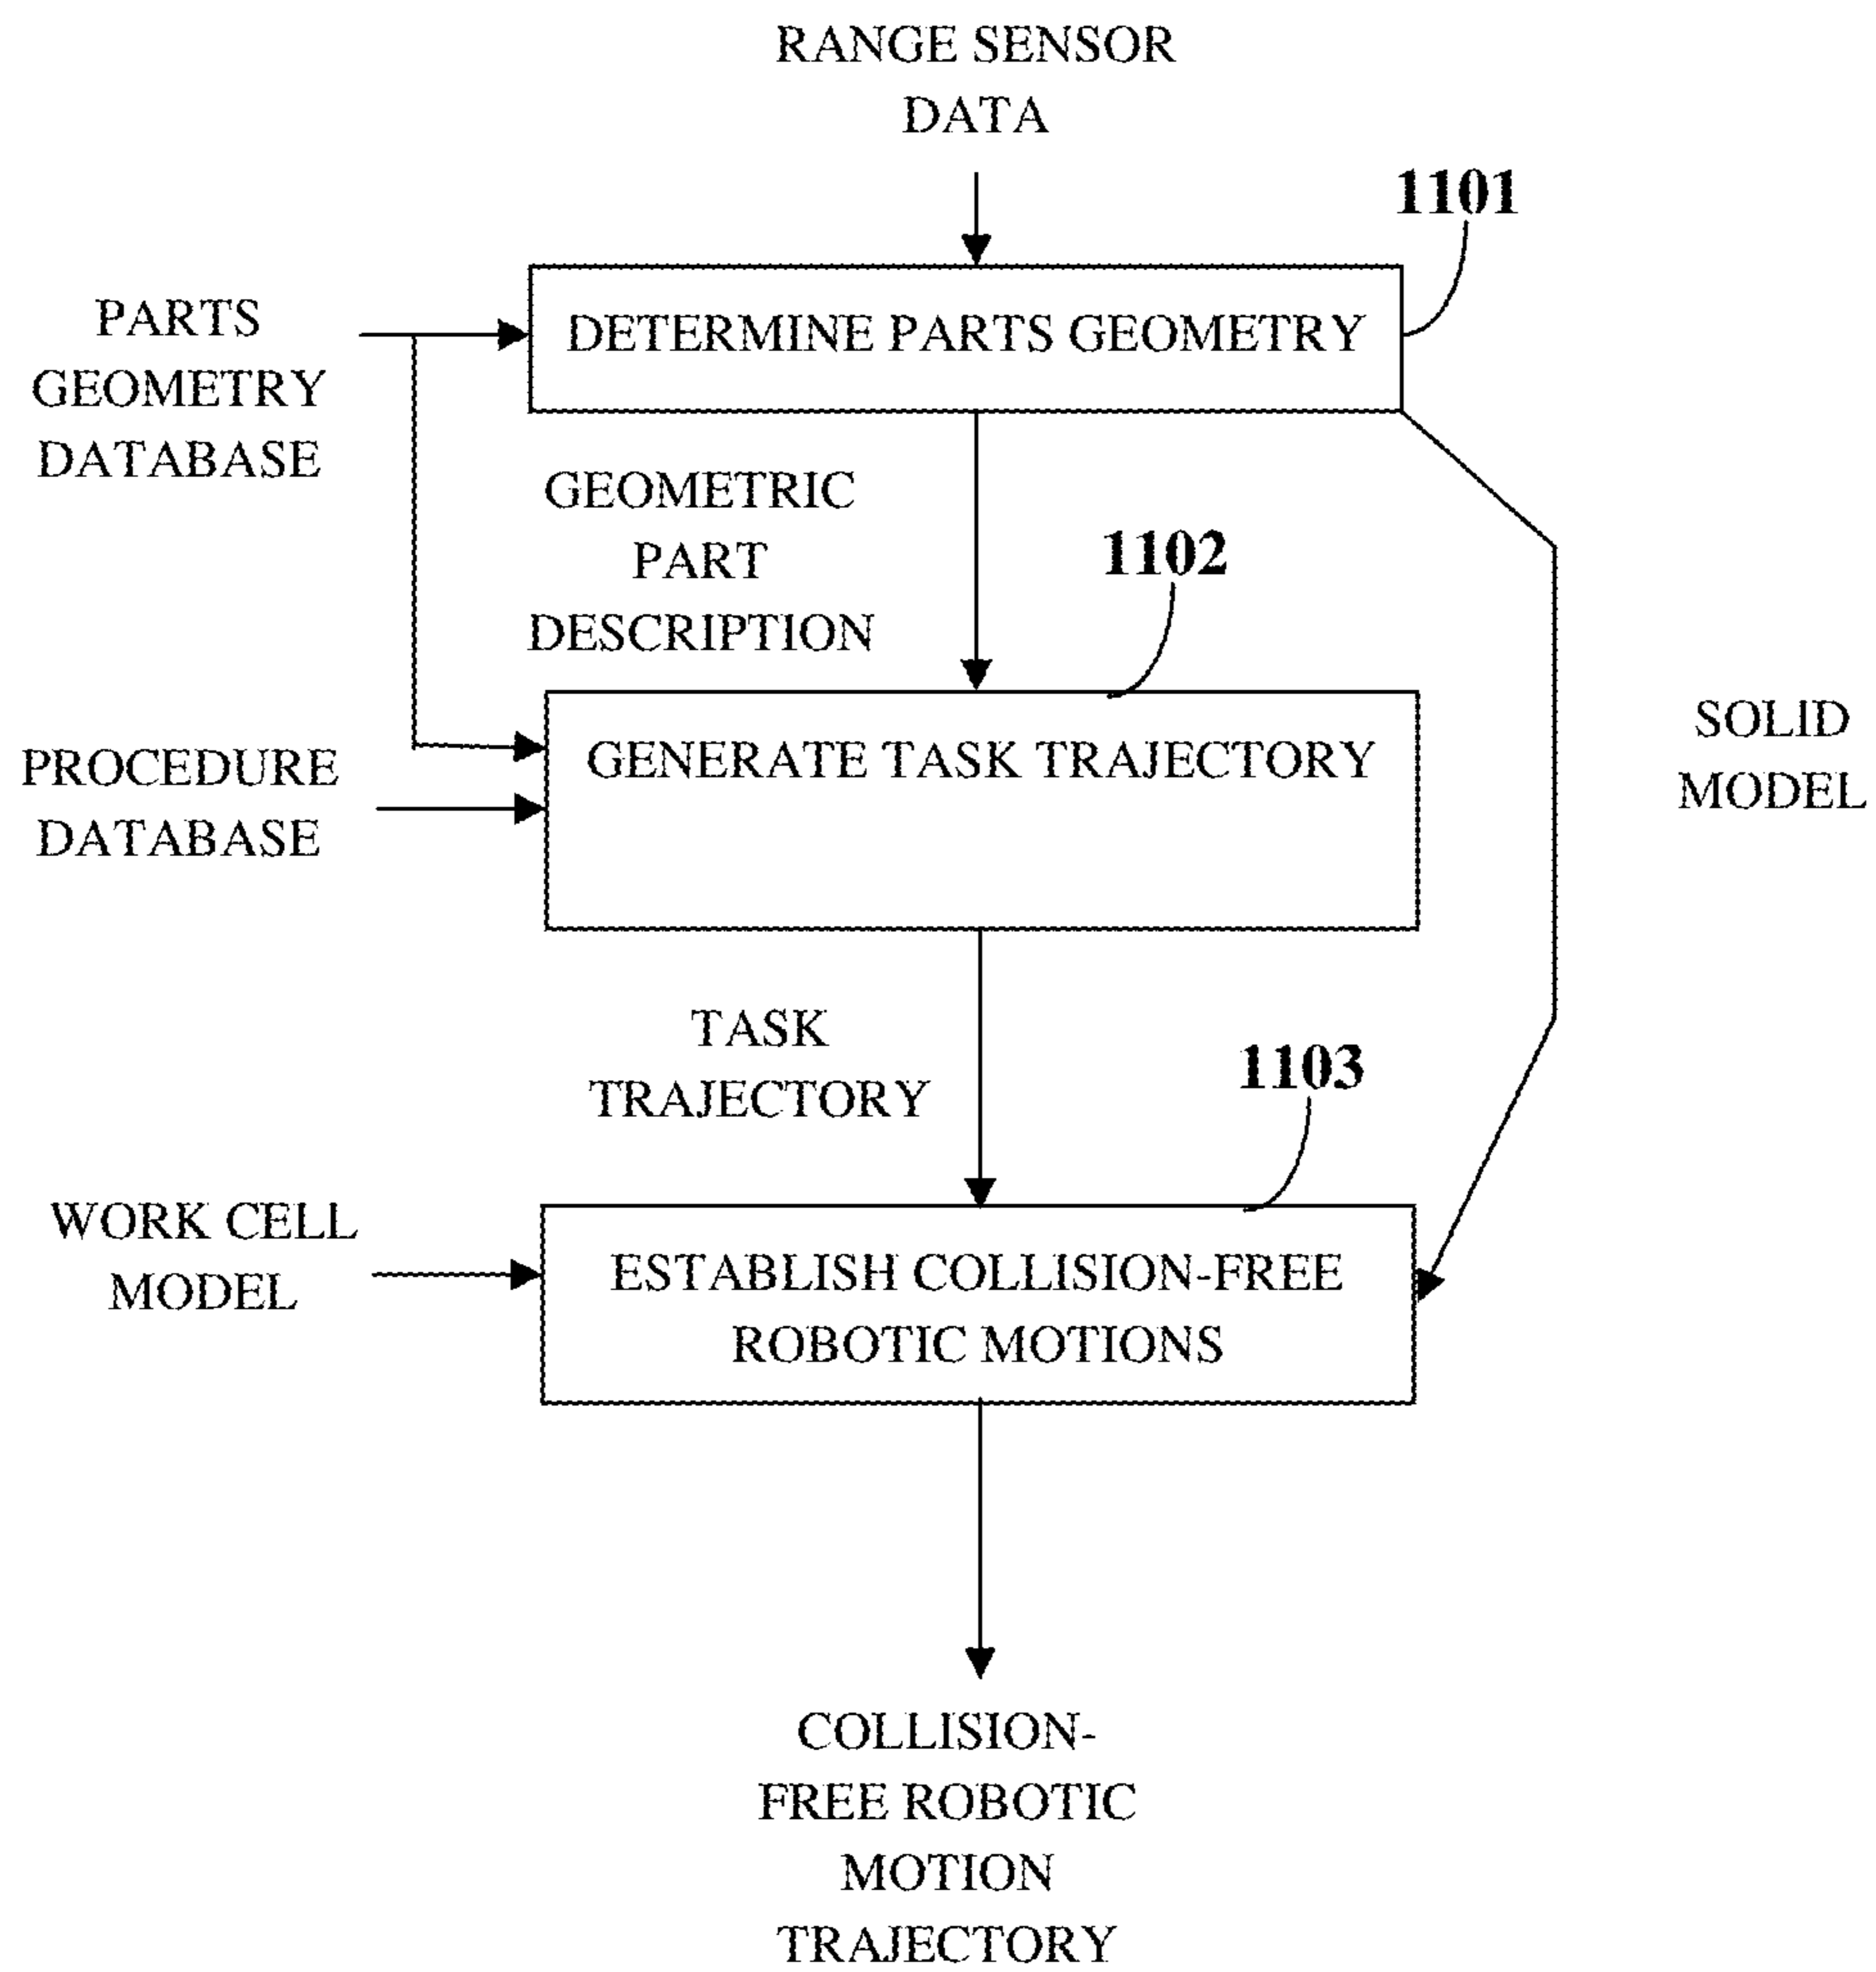 RANGE SENSOR
DATA
1101
PARTS
GEOMETRY
DATABASE
DETERMINE PARTS GEOMETRY
GEOMETRIC
PART
DESCRIPTION
1102
SOLID
MODEL
PROCEDURE
DATABASE
GENERATE TASK TRAJECTORY
TASK
TRAJECTORY
1103
WORK CELL
MODEL
ESTABLISH COLLISION-FREE
ROBOTIC MOTIONS
COLLISION-
FREE ROBOTIC
MOTION
TRAJECTORY